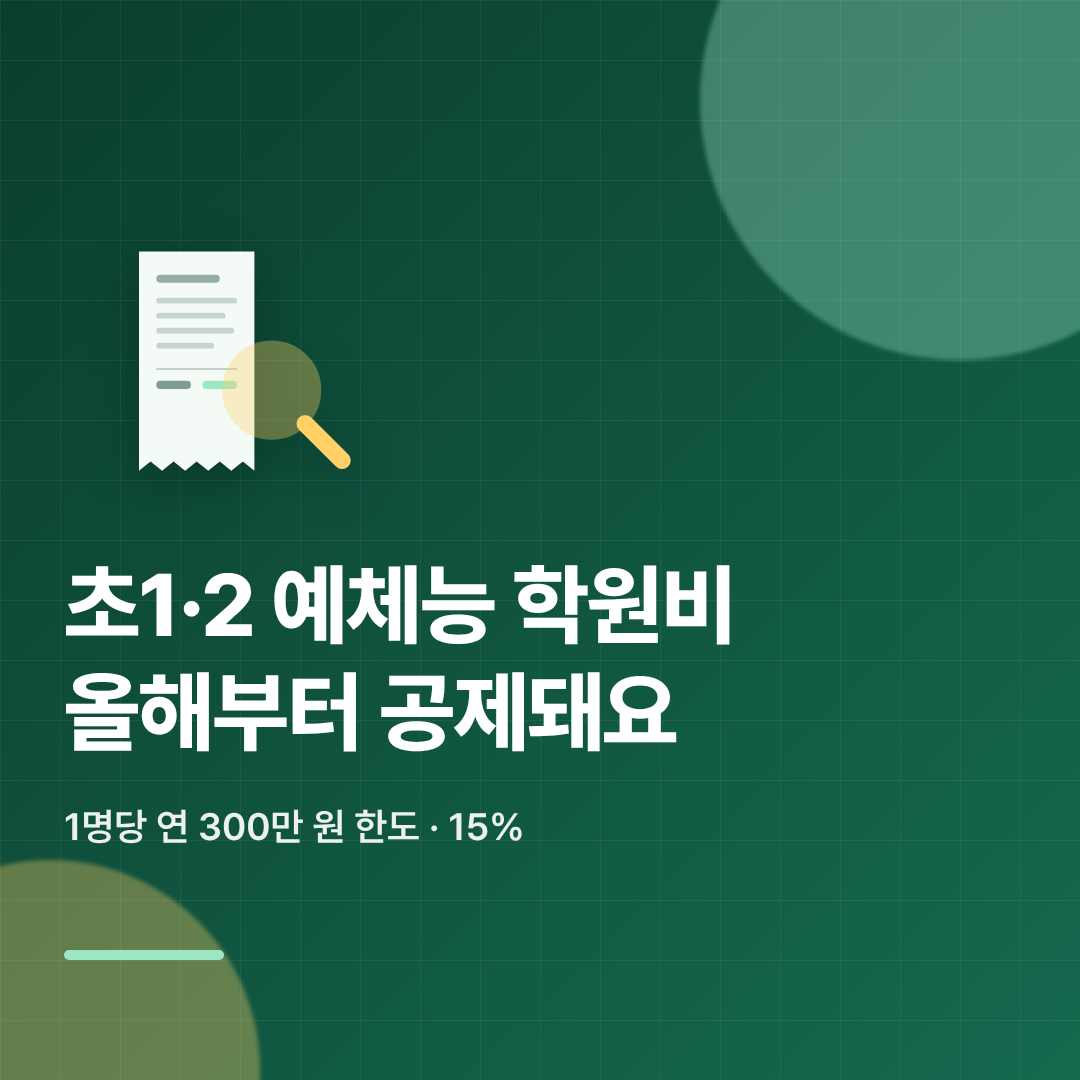 초1·2 예체능 학원비
올해부터 공제돼요
1명당 연 300만 원 한도 · 15%